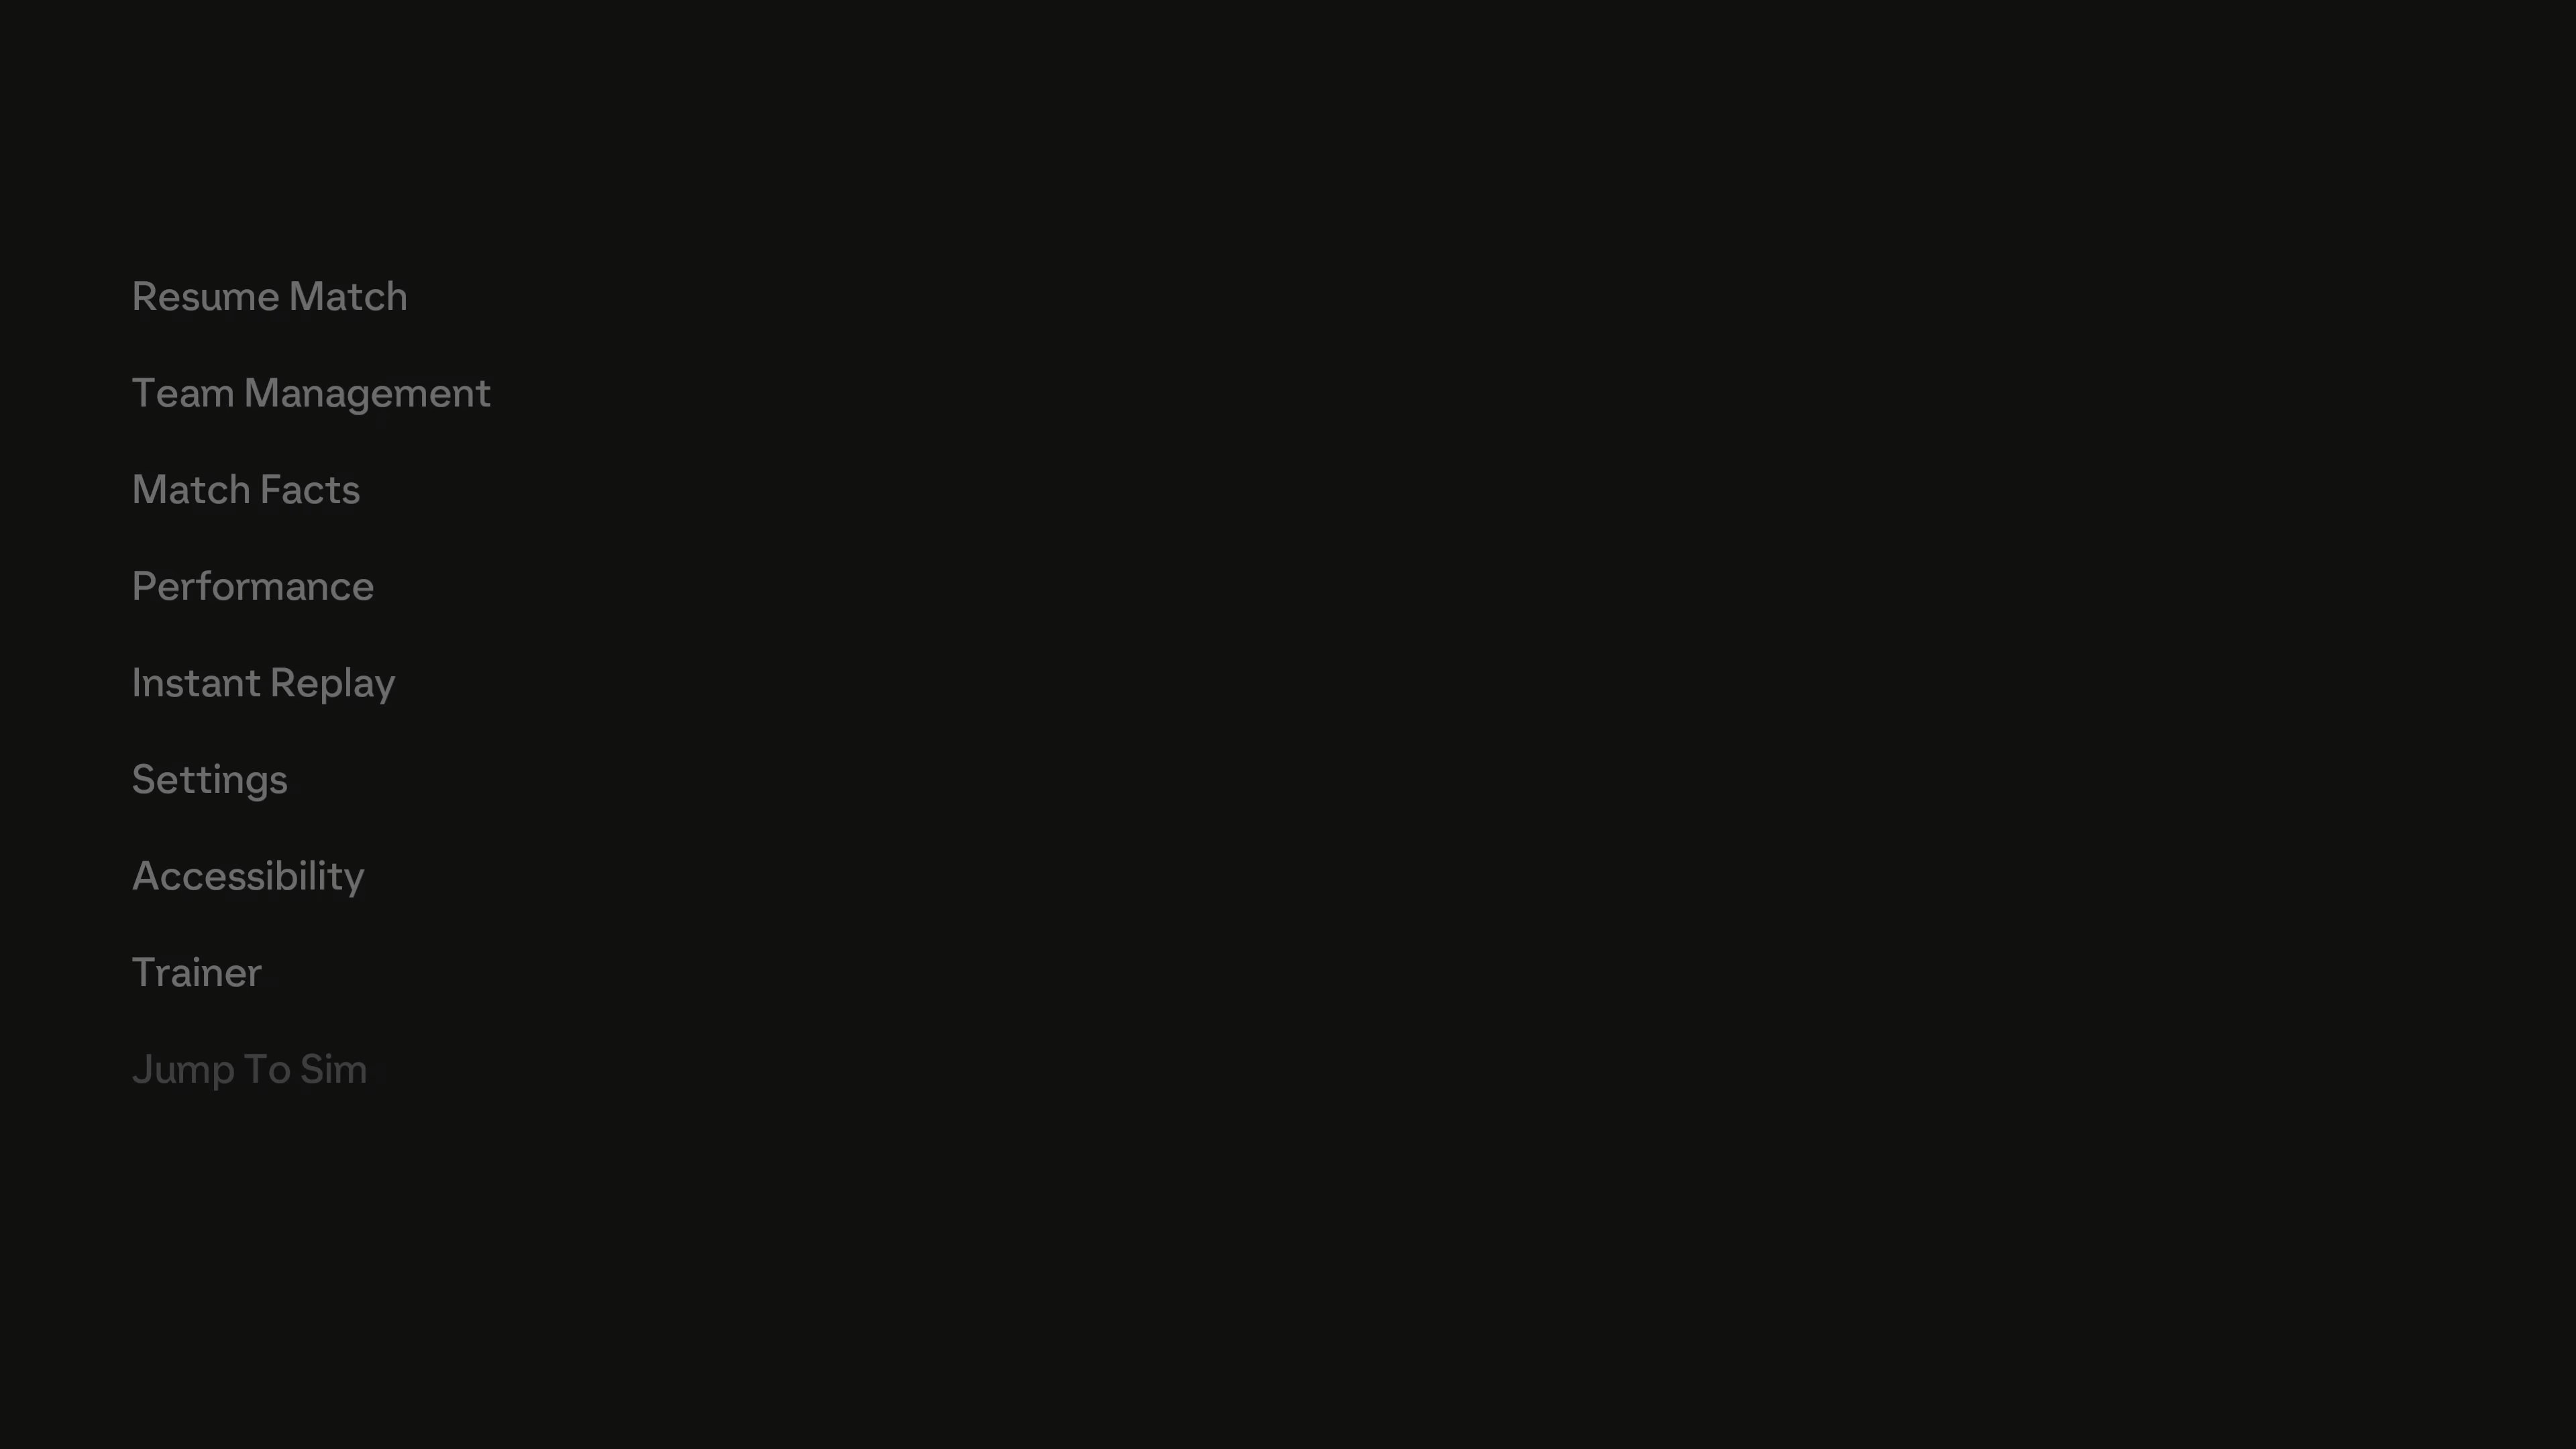 Resume Match
Team Management
Match Facts
Performance
Instant Replay
Settings
Accessibility
Trainer
Jump To Sim